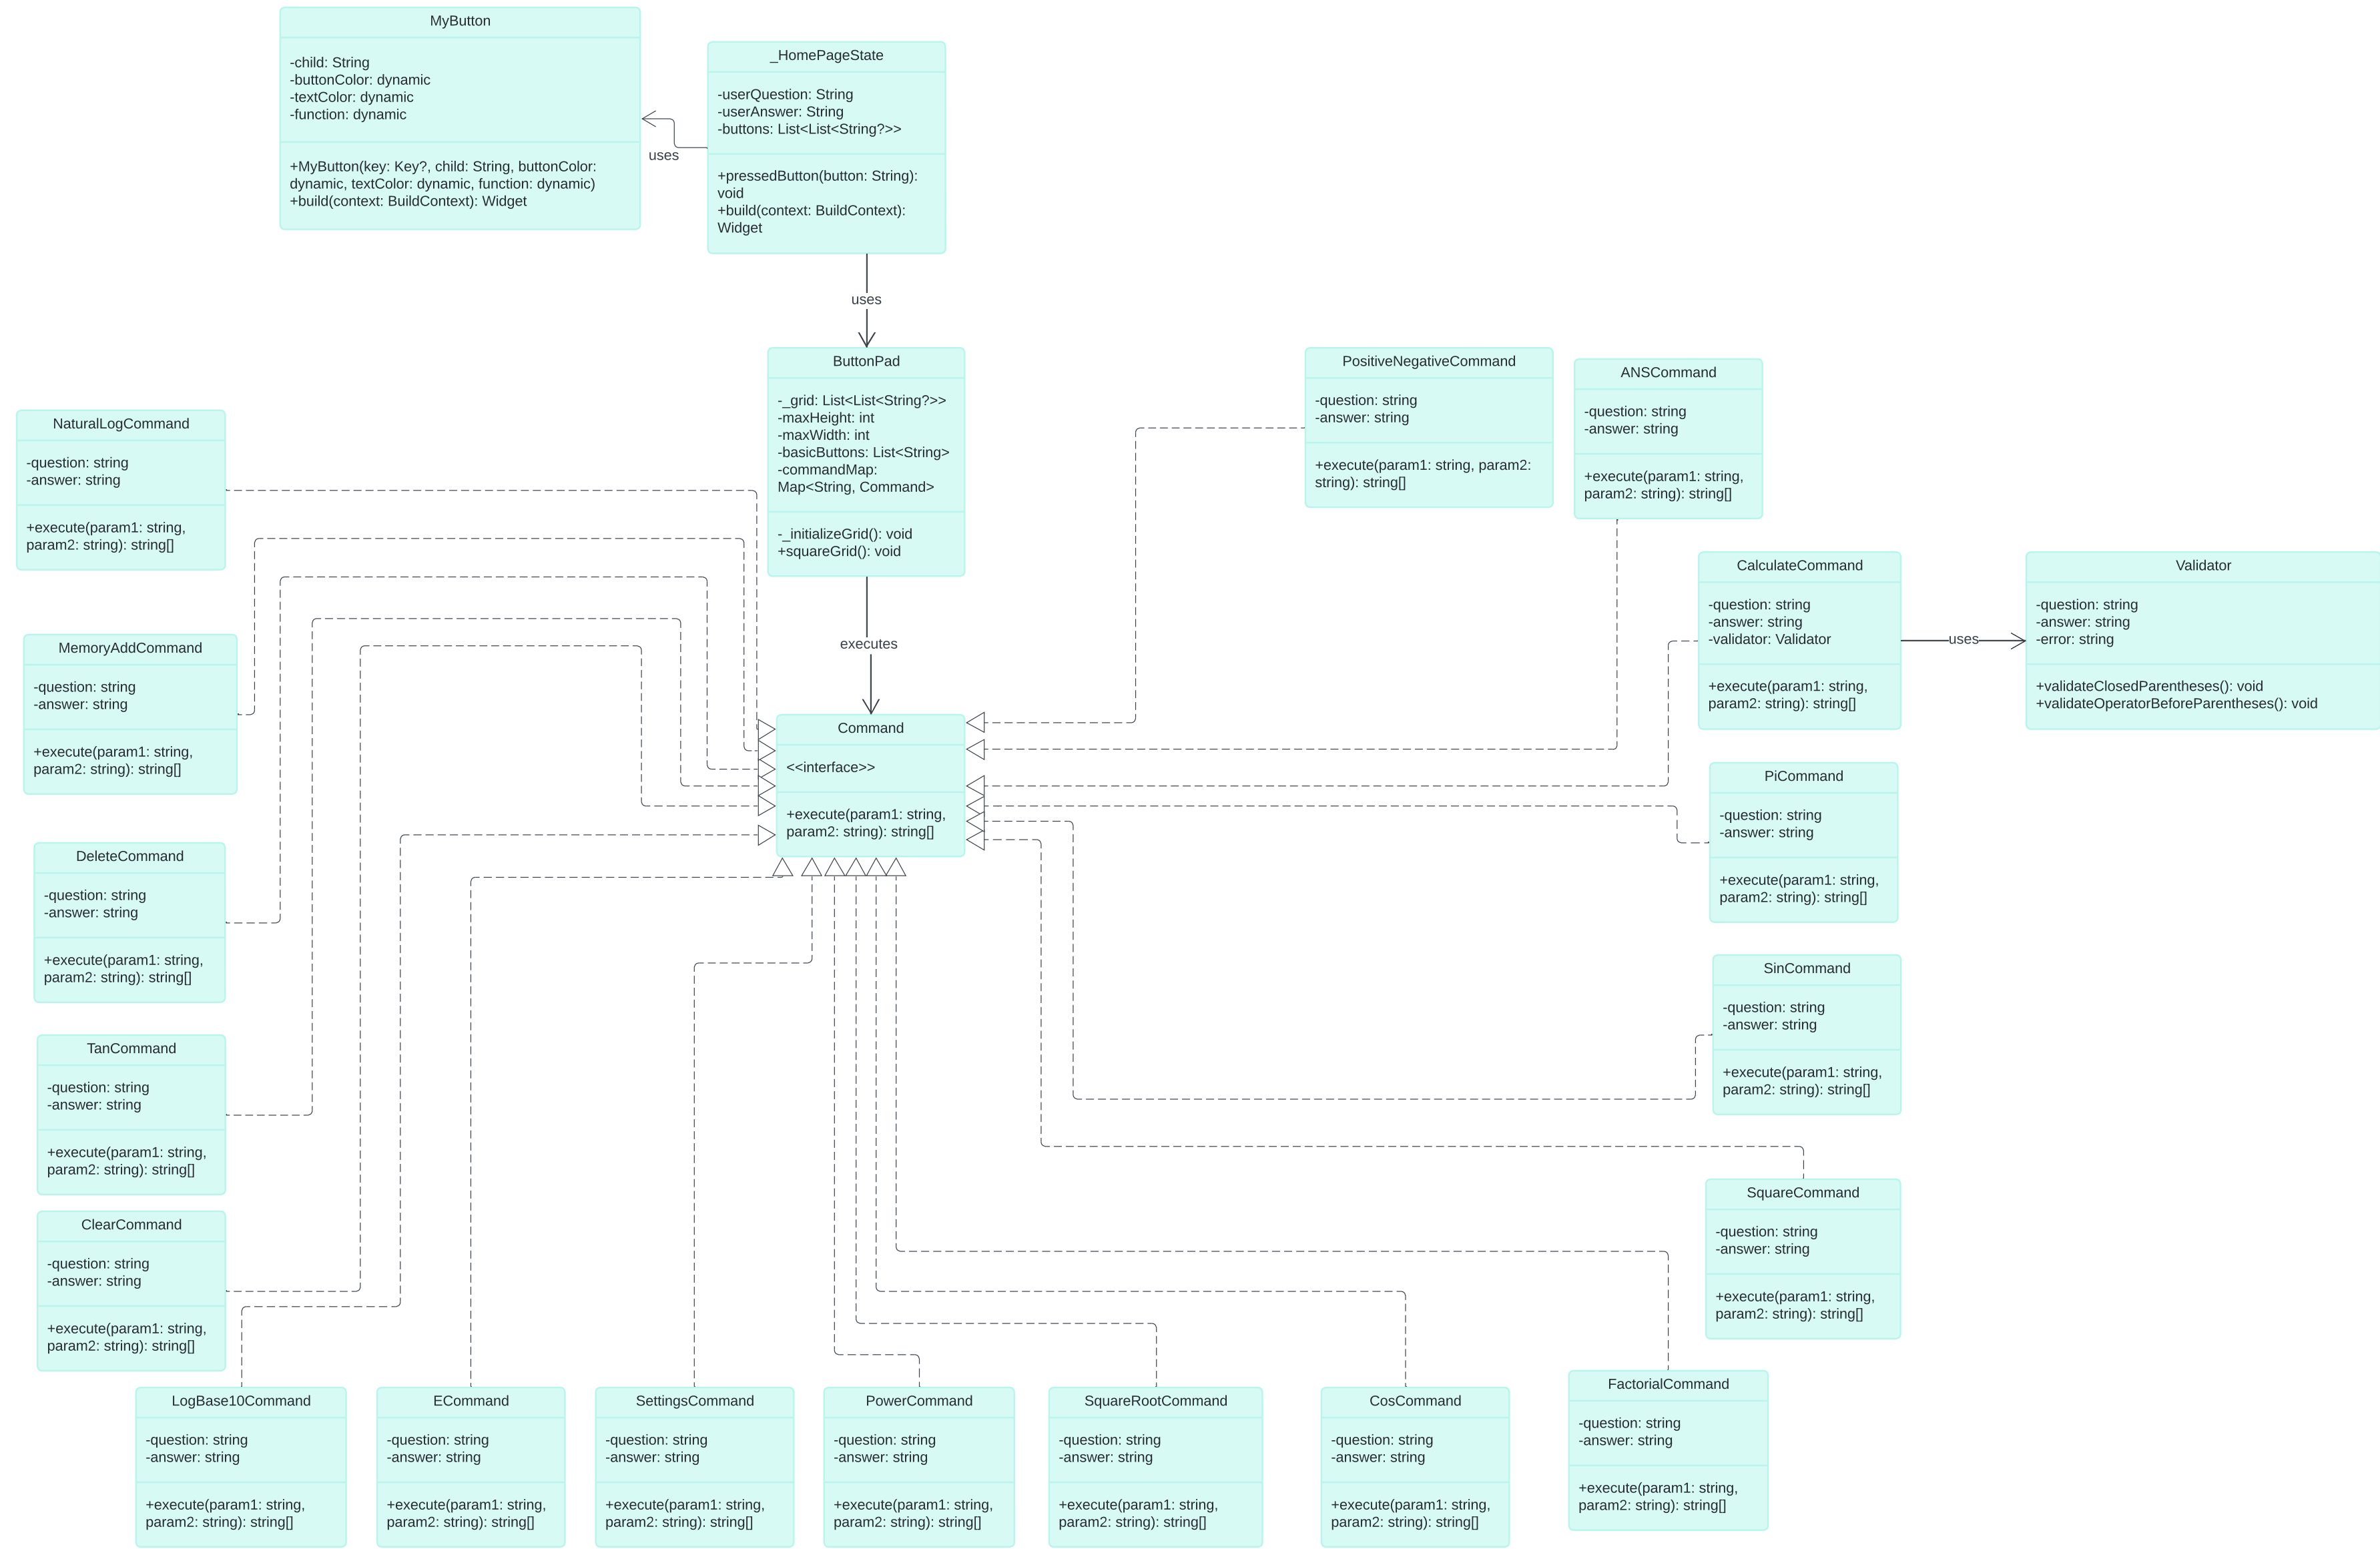 MyButton
-child: String
-buttonColor: dynamic
-textColor: dynamic
-function: dynamic
+MyButton(key: Key?, child: String, buttonColor:
dynamic, textColor: dynamic, function: dynamic)
+build(context: BuildContext): Widget
uses
_HomePageState
-userQuestion: String
-userAnswer: String
-buttons: List<List<String?>>
+pressedButton(button: String):
void
+build(context: BuildContext):
Widget
uses
ButtonPad
-_grid: List<List<String?>>
-maxHeight: int
-maxWidth: int
-basicButtons: List<String>
-commandMap:
Map<String, Command>
-_initializeGrid(): void
+squareGrid(): void
executes
PositiveNegativeCommand
-question: string
-answer: string
+execute(param1: string, param2:
string): string[]
ANSCommand
-question: string
-answer: string
+execute(param1: string,
param2: string): string[]
NaturalLogCommand
-question: string
-answer: string
+execute(param1: string,
param2: string): string[]
CalculateCommand
-question: string
-answer: string
-validator: Validator
+execute(param1: string,
param2: string): string[]
uses
Validator
-question: string
-answer: string
-error: string
+validateClosedParentheses(): void
+validateOperatorBeforeParentheses(): void
MemoryAddCommand
-question: string
-answer: string
+execute(param1: string,
param2: string): string[]
Command
<<interface>>
+execute(param1: string,
param2: string): string[]
PiCommand
-question: string
-answer: string
+execute(param1: string,
param2: string): string[]
DeleteCommand
-question: string
-answer: string
+execute(param1: string,
param2: string): string[]
SinCommand
-question: string
-answer: string
+execute(param1: string,
param2: string): string[]
TanCommand
-question: string
-answer: string
+execute(param1: string,
param2: string): string[]
SquareCommand
-question: string
-answer: string
+execute(param1: string,
param2: string): string[]
ClearCommand
-question: string
-answer: string
+execute(param1: string,
param2: string): string[]
LogBase10Command
-question: string
-answer: string
+execute(param1: string,
param2: string): string[]
ECommand
-question: string
-answer: string
+execute(param1: string,
param2: string): string[]
SettingsCommand
-question: string
-answer: string
+execute(param1: string,
param2: string): string[]
PowerCommand
-question: string
-answer: string
+execute(param1: string,
param2: string): string[]
SquareRootCommand
-question: string
-answer: string
+execute(param1: string,
param2: string): string[]
CosCommand
-question: string
-answer: string
+execute(param1: string,
param2: string): string[]
FactorialCommand
-question: string
-answer: string
+execute(param1: string,
param2: string): string[]